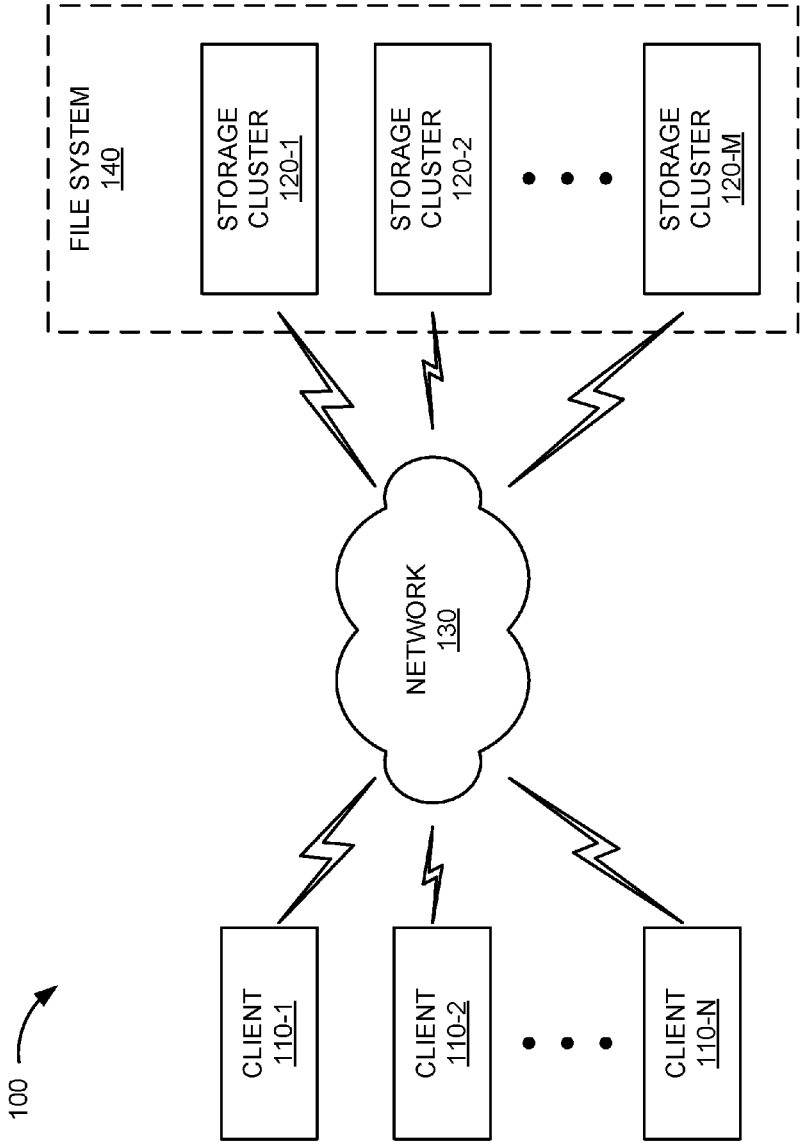 100
CLIENT
110-1
CLIENT
110-2
CLIENT
110-N
NETWORK
130
FILE SYSTEM
140
STORAGE
CLUSTER
120-1
STORAGE
CLUSTER
120-2
STORAGE
CLUSTER
120-M